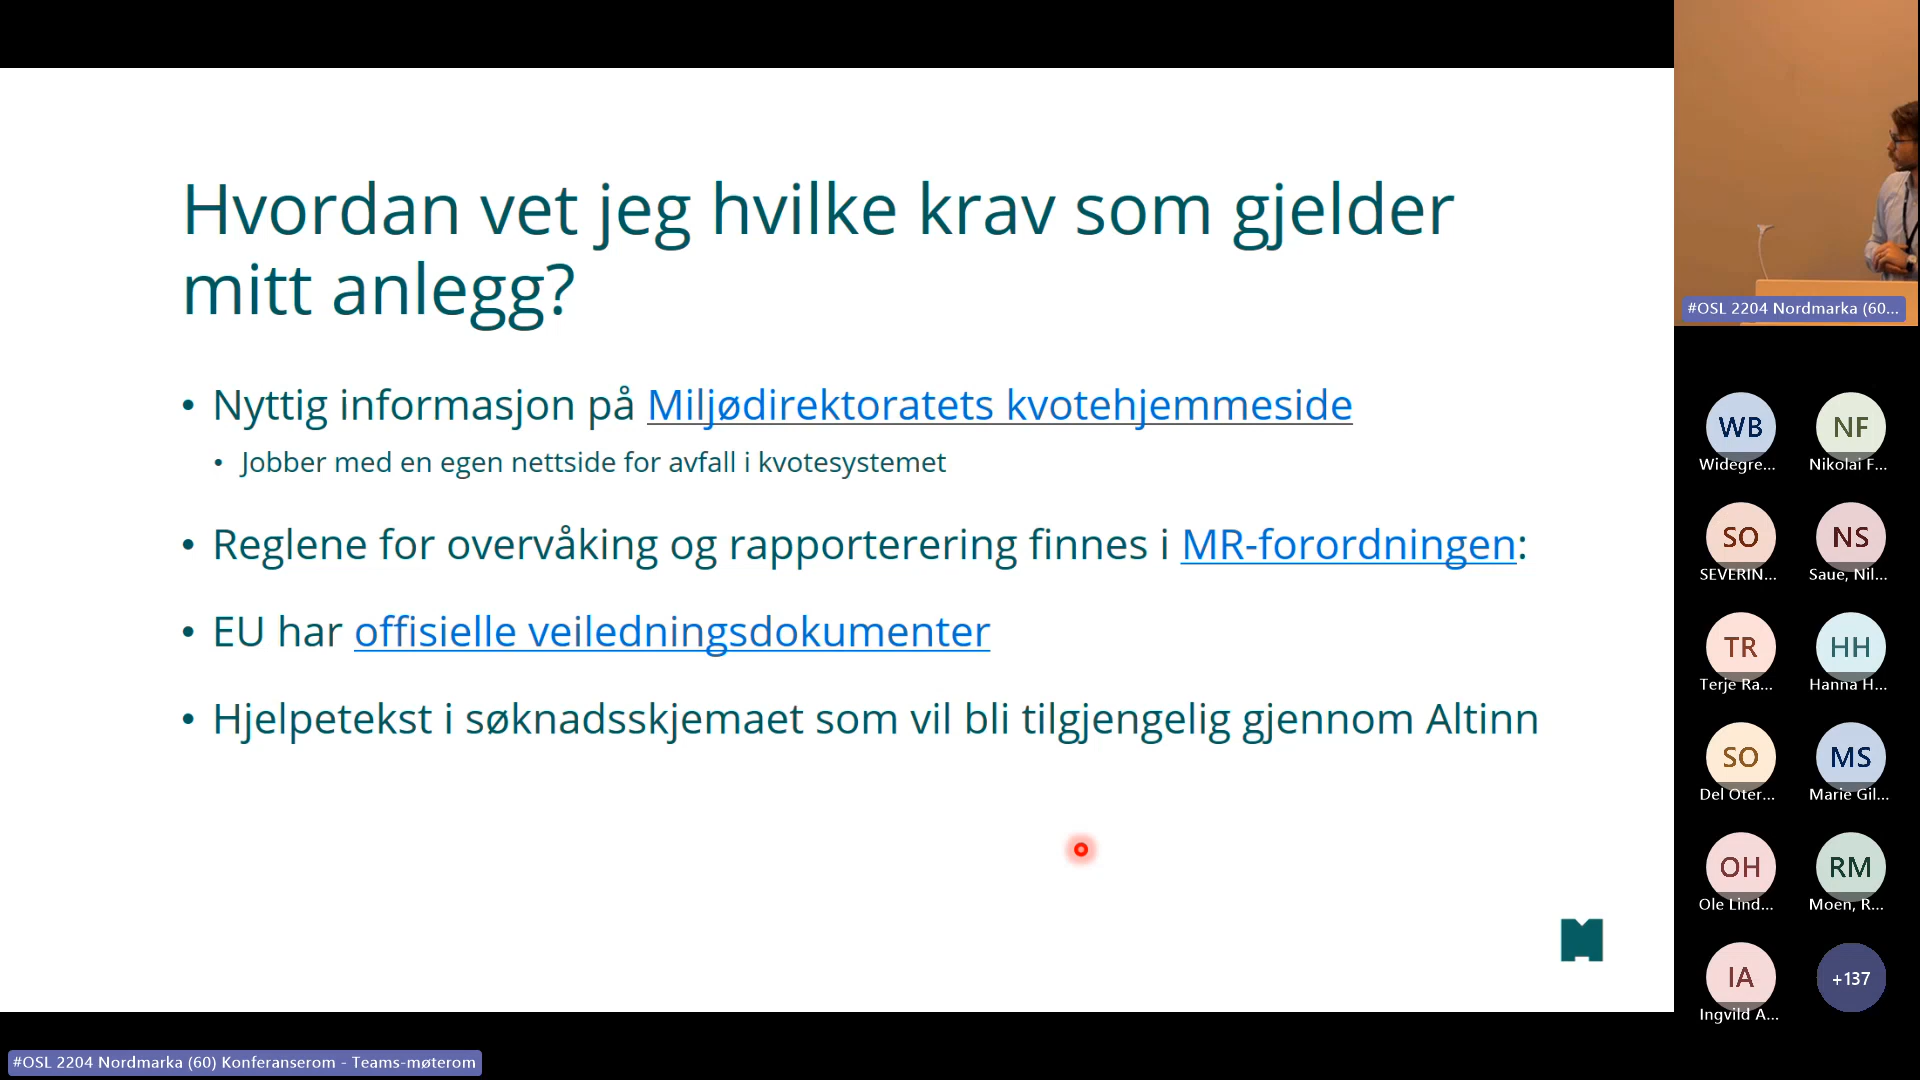 Hvordan vet jeg hvilke krav som gjelder
mitt anlegg?
• Nyttig informasjon på Miljødirektoratets kvotehjemmeside
• Jobber med en egen nettside for avfall i kvotesystemet
• Reglene for overvåking og rapporterering finnes i MR-forordningen:
• EU har offisielle veiledningsdokumenter
• Hjelpetekst i søknadsskjemaet som vil bli tilgjengelig gjennom Altinn
#OSL 2204 Nordmarka (60...
WB
Widegre...
NF
Nikolai F...
SO
SEVERIN...
NS
Saue, Nil...
TR
Terje Ra...
HH
Hanna H...
SO
Del Oter...
MS
Marie Gil...
OH
Ole Lind...
RM
Moen, R...
IA
Ingvild A...
+137
#OSL 2204 Nordmarka (60) Konferanserom - Teams-møterom